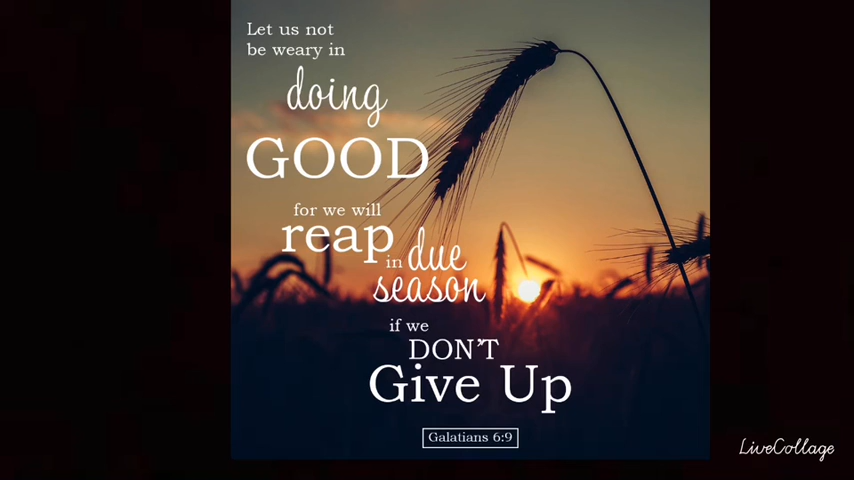 Let us not
be weary in
doing
GOOD
for we will
reap
in due
season
if we
DON'T
Give Up
Galatians 6:9
LiveCollage